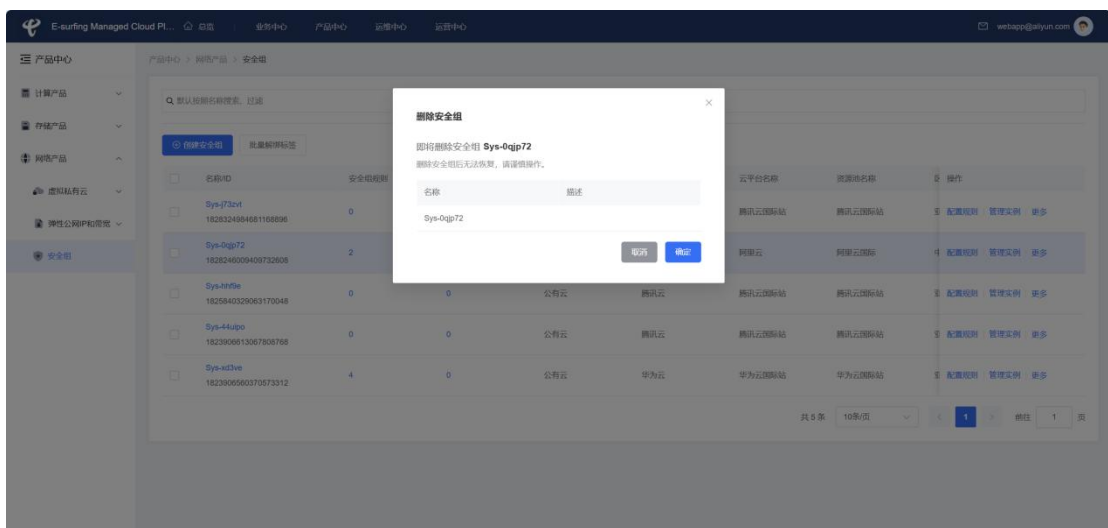 E-surfing Managed Cloud Pl... 总览 业务中心 产品中心 运维中心 运营中心 webapp@aliyun.com
产品中心
产品中心 > 网络产品 > 安全组
计算产品
存储产品
网络产品
虚拟私有云
弹性公网IP和带宽
安全组
默认按照名称搜索、过滤
创建安全组 批量解绑标签
名称/ID 安全组规则 云平台名称 资源池名称 操作
Sys-j73zvt
1828324984681168896 0 腾讯云国际站 腾讯云国际站 配置规则 管理实例 更多
Sys-0qjp72
1828246009409732608 2 阿里云 阿里云国际 配置规则 管理实例 更多
Sys-hhf9e
1825840329063170048 0 0 公有云 腾讯云 腾讯云国际站 腾讯云国际站 配置规则 管理实例 更多
Sys-44uipo
1823906613067808768 0 0 公有云 腾讯云 腾讯云国际站 腾讯云国际站 配置规则 管理实例 更多
Sys-xd3ve
1823906560370573312 4 0 公有云 华为云 华为云国际站 华为云国际站 配置规则 管理实例 更多
共 5 条 10条/页 1 前往 1 页
删除安全组
即将删除安全组 Sys-0qjp72
删除安全组后无法恢复，请谨慎操作。
名称 描述
Sys-0qjp72
取消 确定